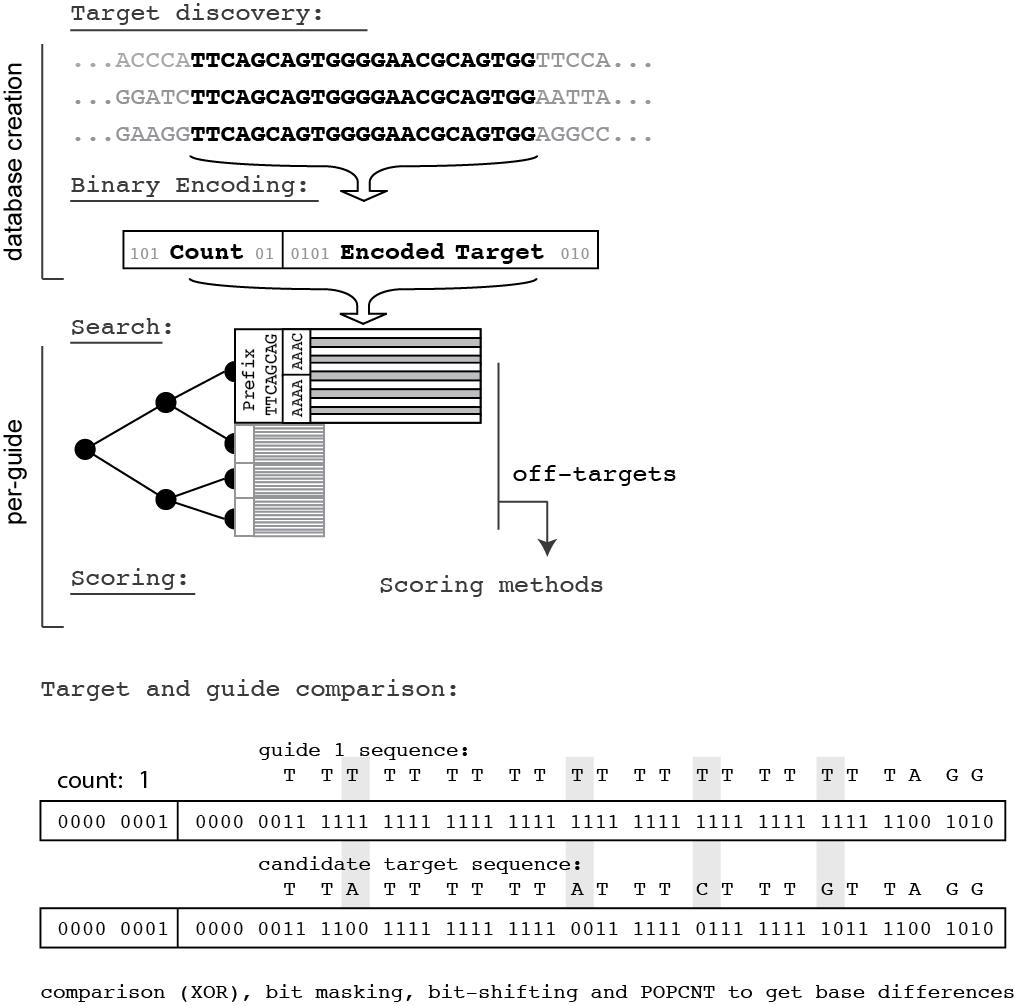 Target discovery:
database creation
...ACCCATTCAGCAGTGGGGAACGCAGTGGTTCCA...
...GGATCTTCAGCAGTGGGGAACGCAGTGGAATTA...
...GAAGGTTCAGCAGTGGGGAACGCAGTGGAGGCC...
Binary Encoding:
101 Count 01 0101 Encoded Target 010
Search:
per-guide
Prefix
TTCAGCAG
AAAA AAAC
off-targets
Scoring:
Scoring methods
Target and guide comparison:
guide 1 sequence:
count: 1
T T T T T T T T T T T T T T T T T T T T A G G
0000 0001 0000 0011 1111 1111 1111 1111 1111 1111 1111 1111 1111 1100 1010
candidate target sequence:
T T A T T T T T T A T T T C T T T G T T A G G
0000 0001 0000 0011 1100 1111 1111 1111 0011 1111 0111 1111 1011 1100 1010
comparison (XOR), bit masking, bit-shifting and POPCNT to get base differences